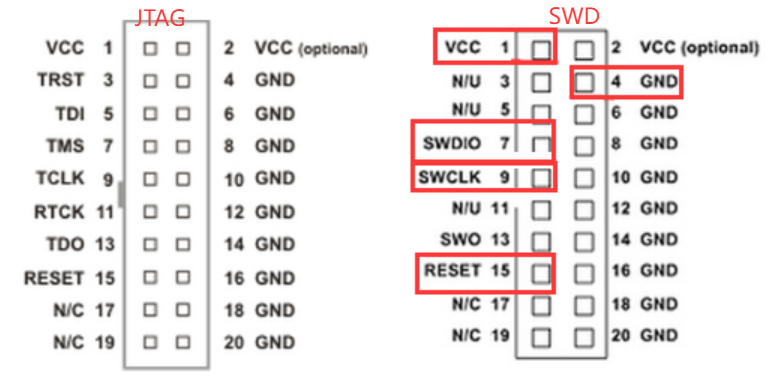 JTAG
VCC 1 2 VCC (optional)
TRST 3 4 GND
TDI 5 6 GND
TMS 7 8 GND
TCLK 9 10 GND
RTCK 11 12 GND
TDO 13 14 GND
RESET 15 16 GND
N/C 17 18 GND
N/C 19 20 GND
SWD
VCC 1 2 VCC (optional)
N/U 3 4 GND
N/U 5 6 GND
SWDIO 7 8 GND
SWCLK 9 10 GND
N/U 11 12 GND
SWO 13 14 GND
RESET 15 16 GND
N/C 17 18 GND
N/C 19 20 GND